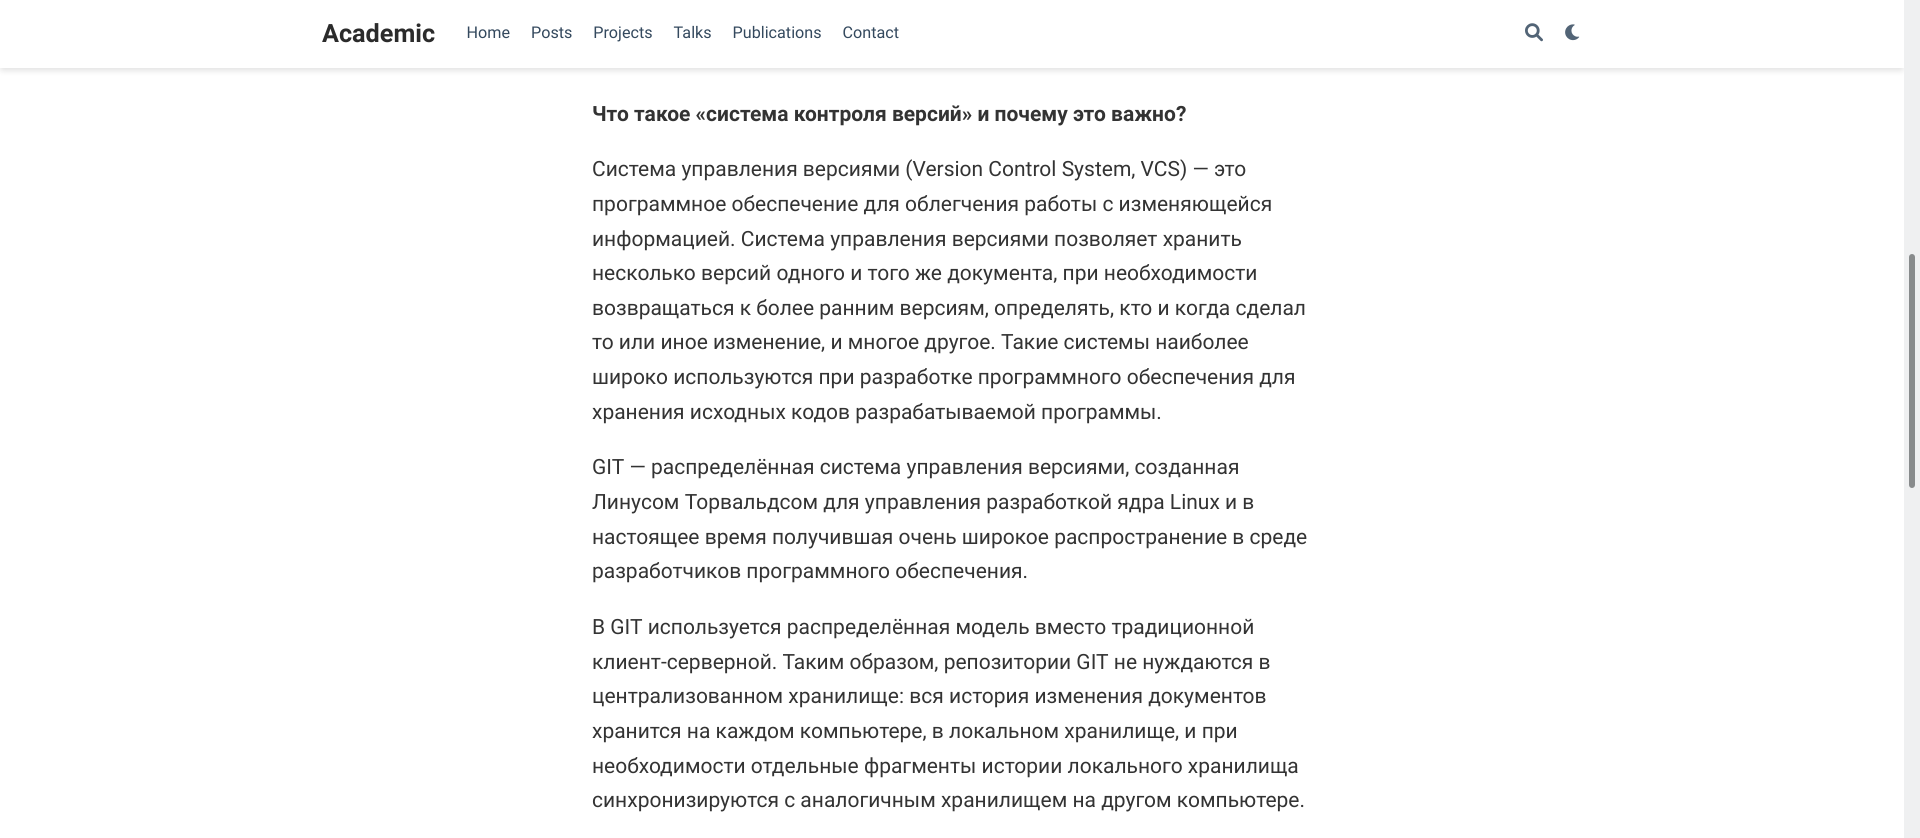 Academic Home Posts Projects Talks Publications Contact
Что такое «система контроля версий» и почему это важно?
Система управления версиями (Version Control System, VCS) — это
программное обеспечение для облегчения работы с изменяющейся
информацией. Система управления версиями позволяет хранить
несколько версий одного и того же документа, при необходимости
возвращаться к более ранним версиям, определять, кто и когда сделал
то или иное изменение, и многое другое. Такие системы наиболее
широко используются при разработке программного обеспечения для
хранения исходных кодов разрабатываемой программы.
GIT — распределённая система управления версиями, созданная
Линусом Торвальдсом для управления разработкой ядра Linux и в
настоящее время получившая очень широкое распространение в среде
разработчиков программного обеспечения.
В GIT используется распределённая модель вместо традиционной
клиент-серверной. Таким образом, репозитории GIT не нуждаются в
централизованном хранилище: вся история изменения документов
хранится на каждом компьютере, в локальном хранилище, и при
необходимости отдельные фрагменты истории локального хранилища
синхронизируются с аналогичным хранилищем на другом компьютере.